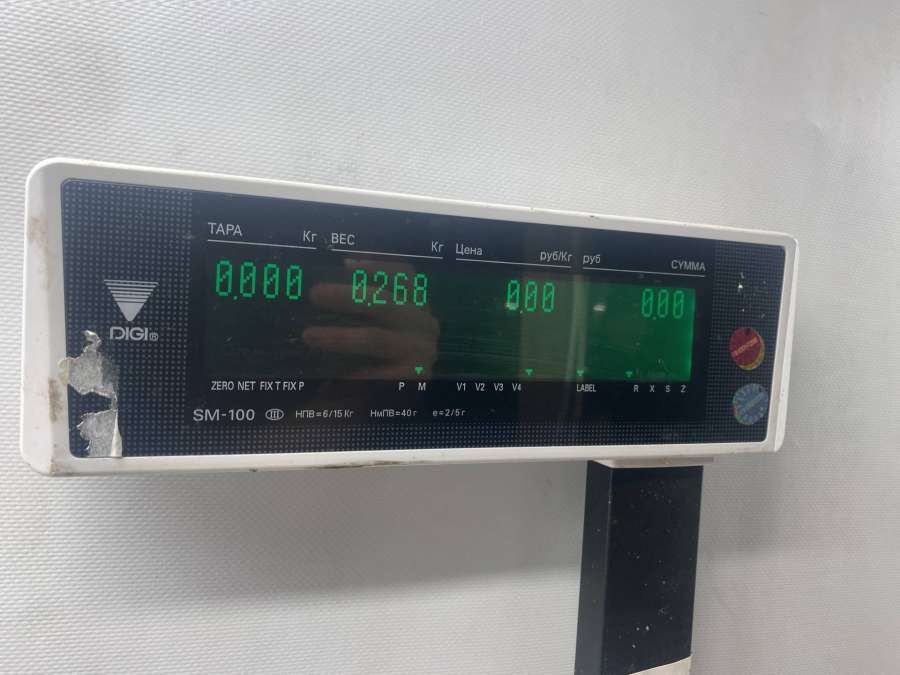 ТАРА Кг ВЕС Кг Цена руб/Кг руб СУММА
0.000 0.268 0.00 0.00
DIGI®
ZERO NET FIX T FIX P P M V1 V2 V3 V4 LABEL R X S Z
SM-100 III НПВ=6/15 Кг НмПВ=40 г e=2/5 г